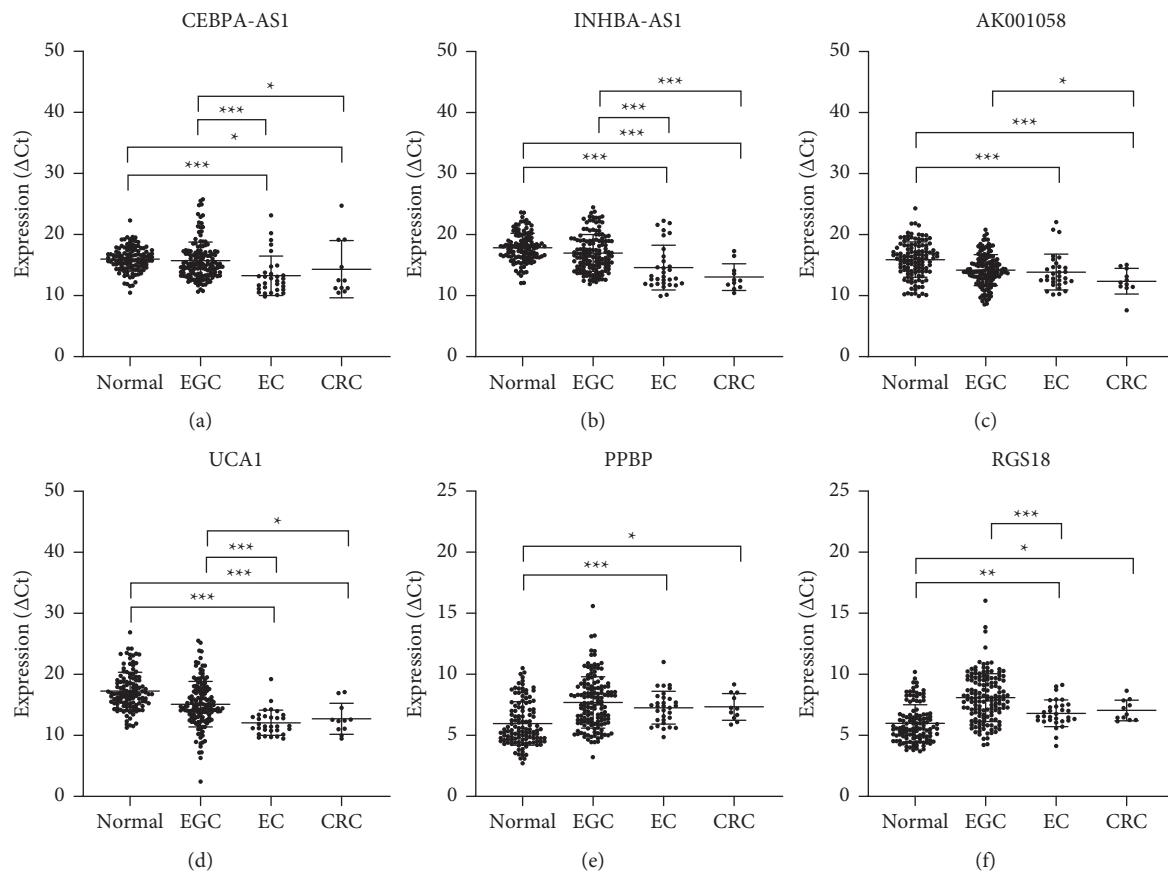 CEBPA-AS1
Expression (ΔCt)
50
40
30
20
10
0
*
***
*
***
Normal EGC EC CRC
(a)
INHBA-AS1
Expression (ΔCt)
50
40
30
20
10
0
***
***
***
***
Normal EGC EC CRC
(b)
AK001058
Expression (ΔCt)
50
40
30
20
10
0
*
***
***
Normal EGC EC CRC
(c)
UCA1
Expression (ΔCt)
50
40
30
20
10
0
*
***
***
***
Normal EGC EC CRC
(d)
PPBP
Expression (ΔCt)
25
20
15
10
5
0
*
***
Normal EGC EC CRC
(e)
RGS18
Expression (ΔCt)
25
20
15
10
5
0
***
*
**
Normal EGC EC CRC
(f)